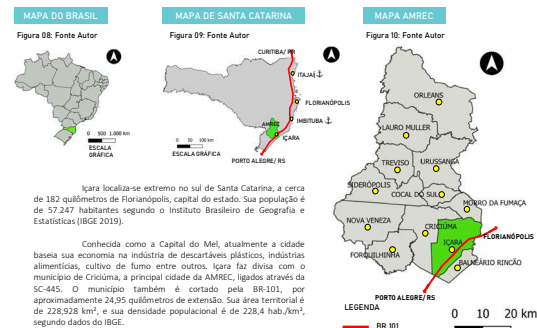 MAPA DO BRASIL
MAPA DE SANTA CATARINA
MAPA AMREC
Figura 08: Fonte Autor
Figura 09: Fonte Autor
Figura 10: Fonte Autor
CURITIBA/ PR
ITAJAÍ
FLORIANÓPOLIS
IMBITUBA
AMREC
IÇARA
PORTO ALEGRE/ RS
0 500 1.000 km
ESCALA
GRÁFICA
0 50 100 km
ESCALA GRÁFICA
ORLEANS
LAURO MULLER
TREVISO
URUSSANGA
SIDERÓPOLIS
COCAL DO SUL
MORRO DA FUMAÇA
NOVA VENEZA
CRICIÚMA
FLORIANÓPOLIS
IÇARA
FORQUILHINHA
BALNEÁRIO RINCÃO
PORTO ALEGRE/ RS
LEGENDA
BR 101
0 10 20 km
Içara localiza-se extremo no sul de Santa Catarina, a cerca
de 182 quilômetros de Florianópolis, capital do estado. Sua população é
de 57.247 habitantes segundo o Instituto Brasileiro de Geografia e
Estatísticas (IBGE 2019).
Conhecida como a Capital do Mel, atualmente a cidade
baseia sua economia na indústria de descartáveis plásticos, indústrias
alimentícias, cultivo de fumo entre outros. Içara faz divisa com o
município de Criciúma, a principal cidade da AMREC, ligados através da
SC-445. O município também é cortado pela BR-101, por
aproximadamente 24,95 quilômetros de extensão. Sua área territorial é
de 228,928 km², e sua densidade populacional é de 228,4 hab./km²,
segundo dados do IBGE.